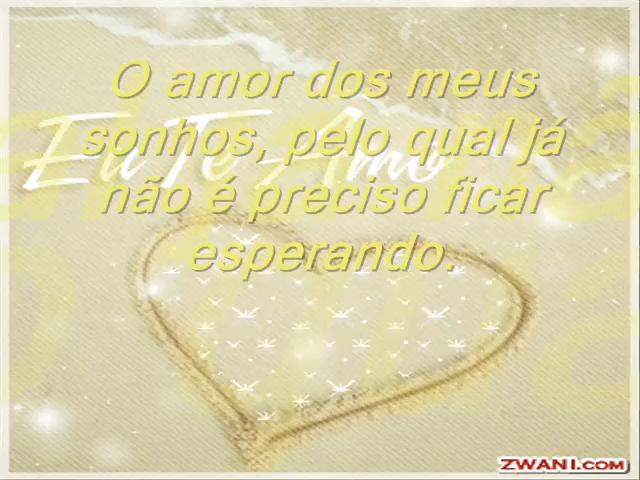 O amor dos meus
sonhos, pelo qual já
Eu Te Amo
não é preciso ficar
esperando.
ZWANI.COM